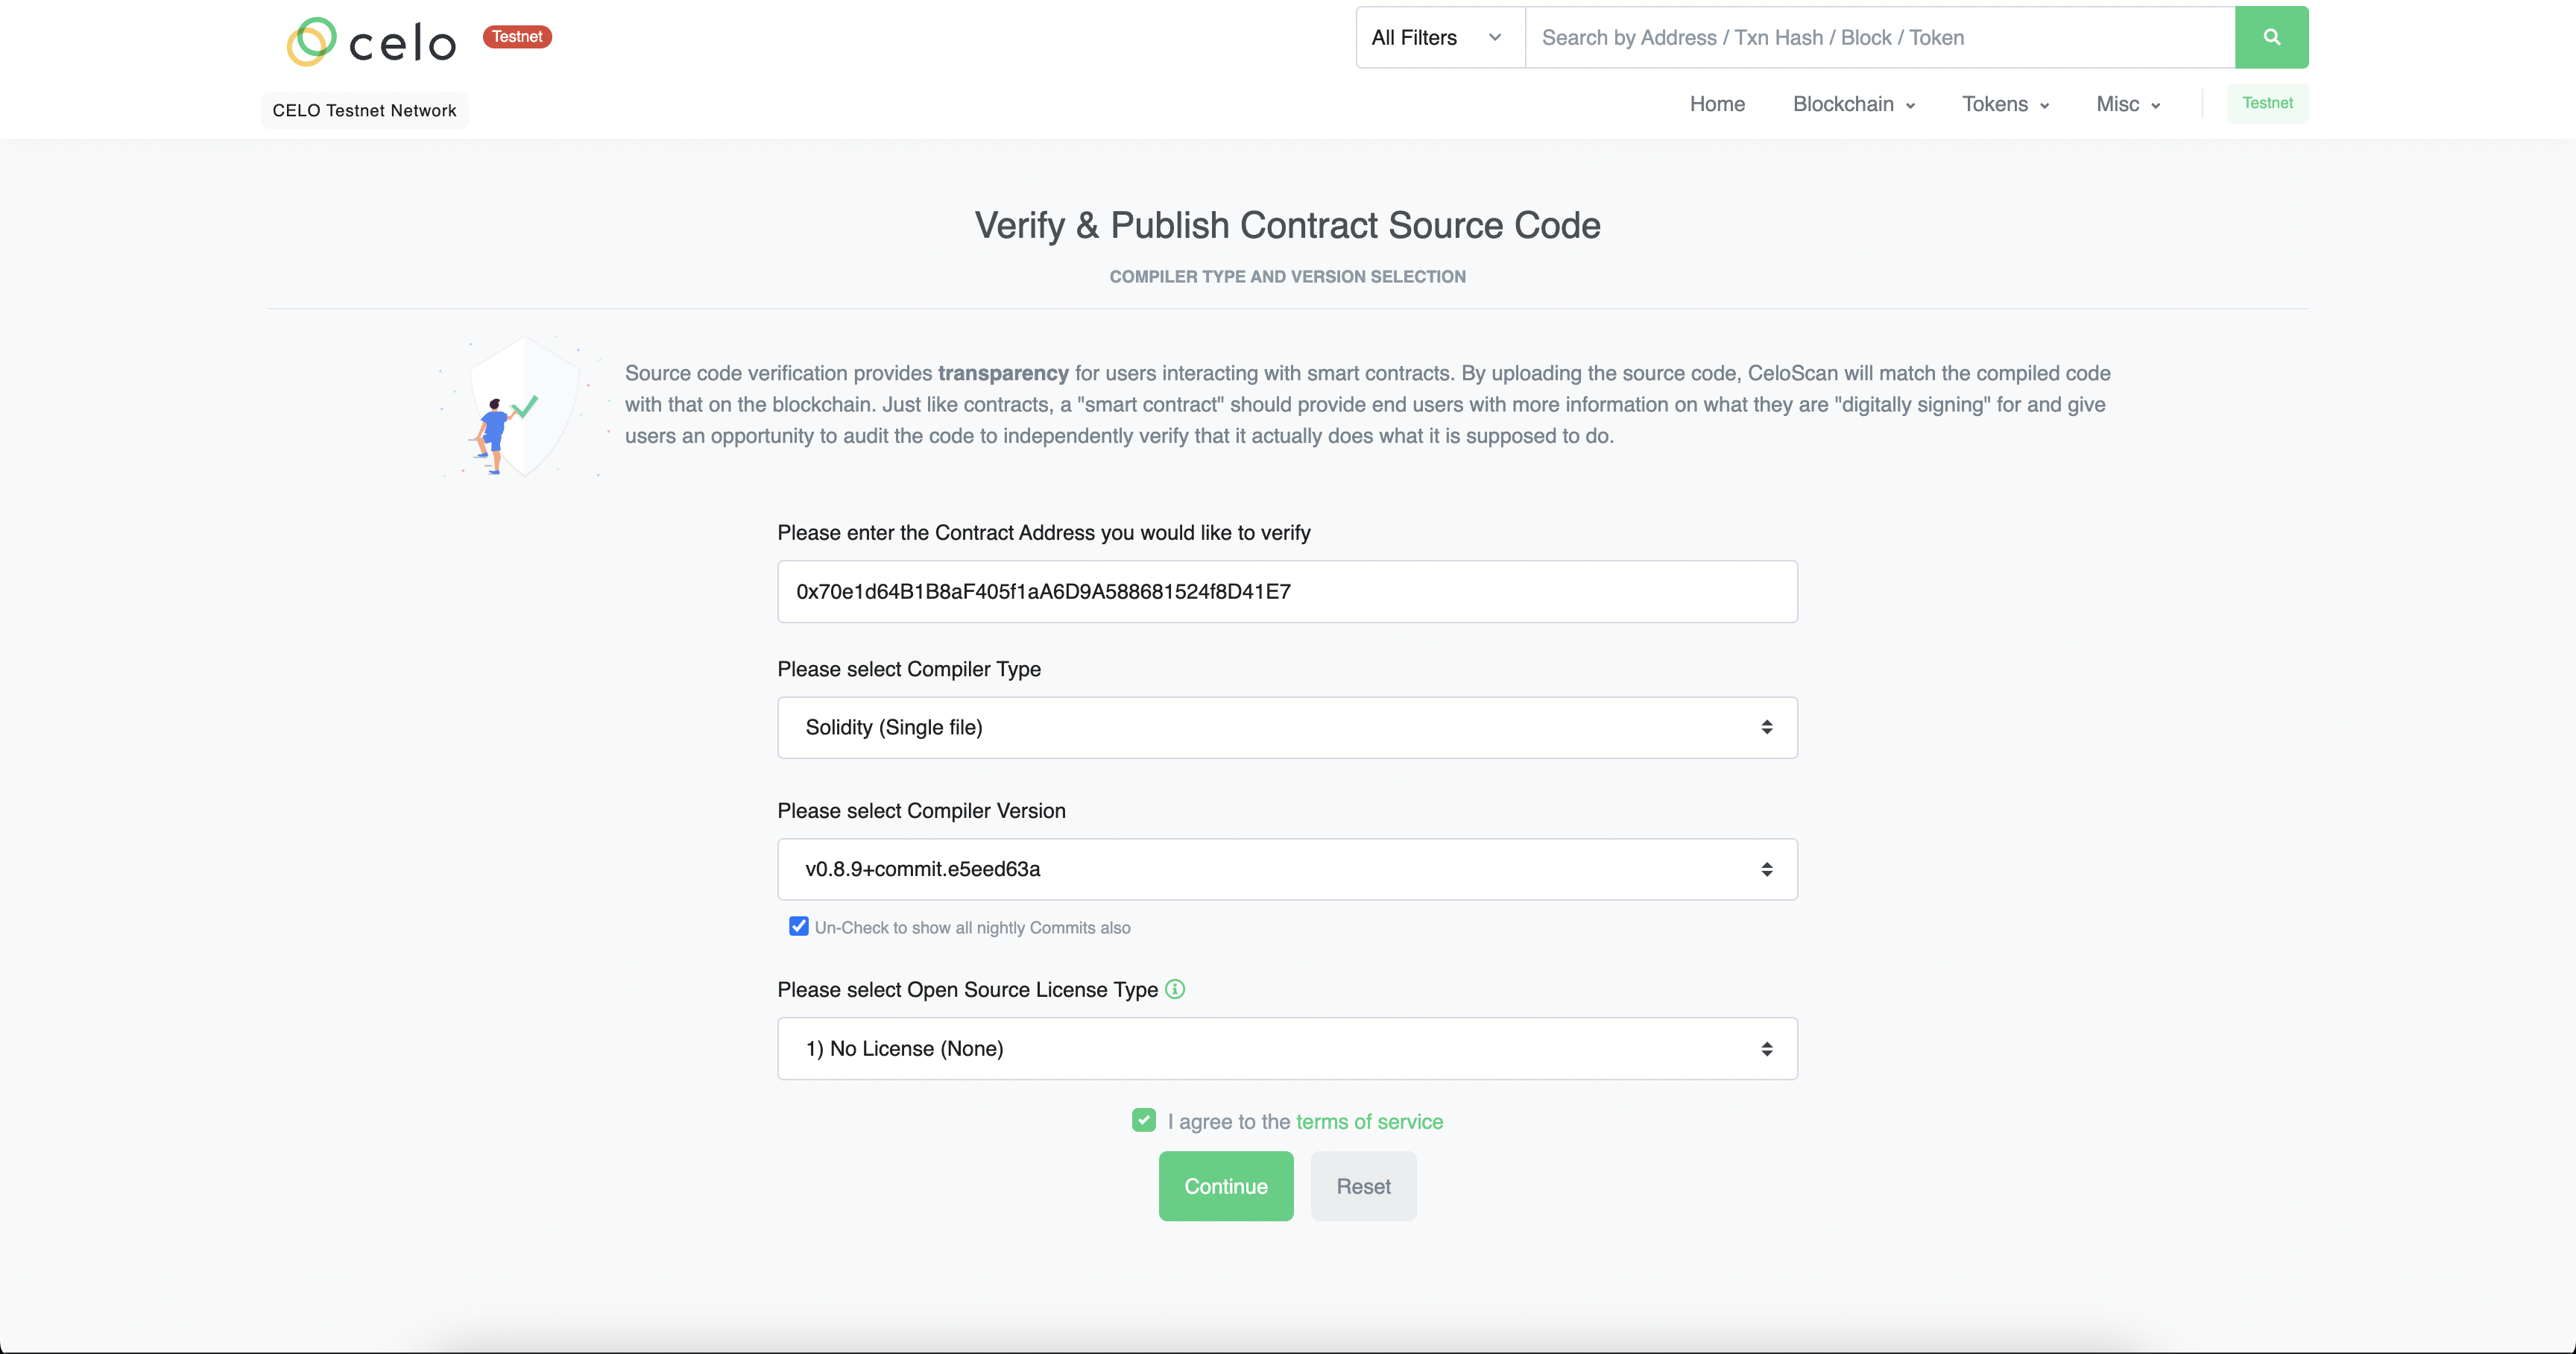 celo
Testnet
All Filters
Search by Address / Txn Hash / Block / Token
CELO Testnet Network
Home
Blockchain
Tokens
Misc
Testnet
Verify & Publish Contract Source Code
COMPILER TYPE AND VERSION SELECTION
Source code verification provides transparency for users interacting with smart contracts. By uploading the source code, CeloScan will match the compiled code
with that on the blockchain. Just like contracts, a "smart contract" should provide end users with more information on what they are "digitally signing" for and give
users an opportunity to audit the code to independently verify that it actually does what it is supposed to do.
Please enter the Contract Address you would like to verify
0x70e1d64B1B8aF405f1aA6D9A588681524f8D41E7
Please select Compiler Type
Solidity (Single file)
Please select Compiler Version
v0.8.9+commit.e5eed63a
Un-Check to show all nightly Commits also
Please select Open Source License Type
1) No License (None)
I agree to the terms of service
Continue
Reset